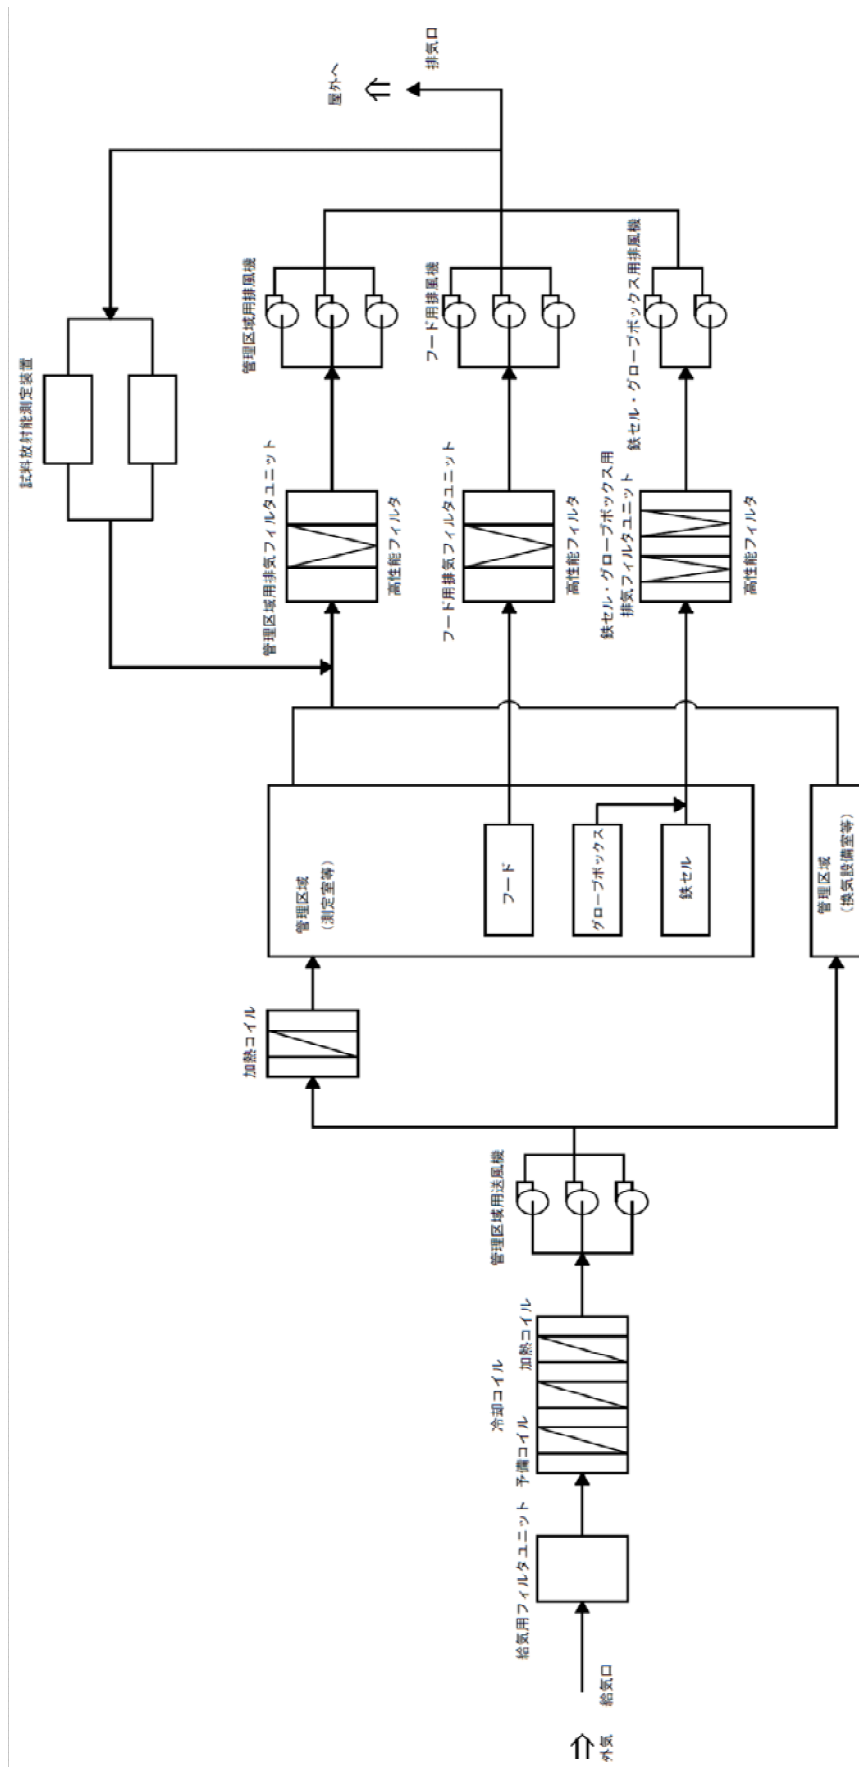 外気
給気口
給気用フィルタユニット
予備コイル
冷却コイル
加熱コイル
管理区域用送風機
加熱コイル
管理区域
(測定室等)
フード
グローブボックス
鉄セル
管理区域
(換気設備室等)
試料放射能測定装置
管理区域用排気フィルタユニット
高性能フィルタ
管理区域用排風機
フード用排気フィルタユニット
高性能フィルタ
フード用排風機
鉄セル・グローブボックス用
排気フィルタユニット
高性能フィルタ
鉄セル・グローブボックス用排風機
屋外へ
排気口